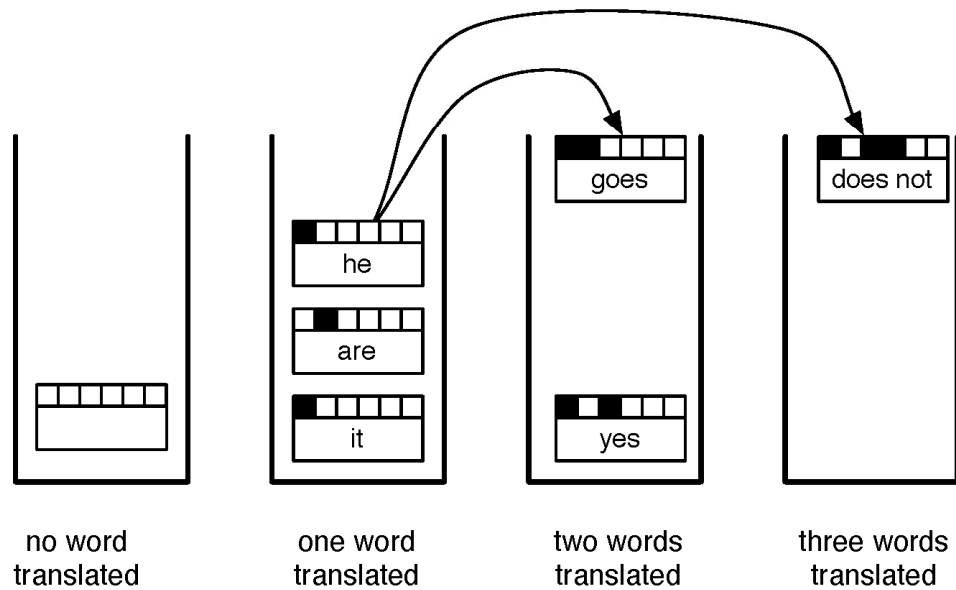 goes
does not
he
are
it
yes
no word
translated
one word
translated
two words
translated
three words
translated